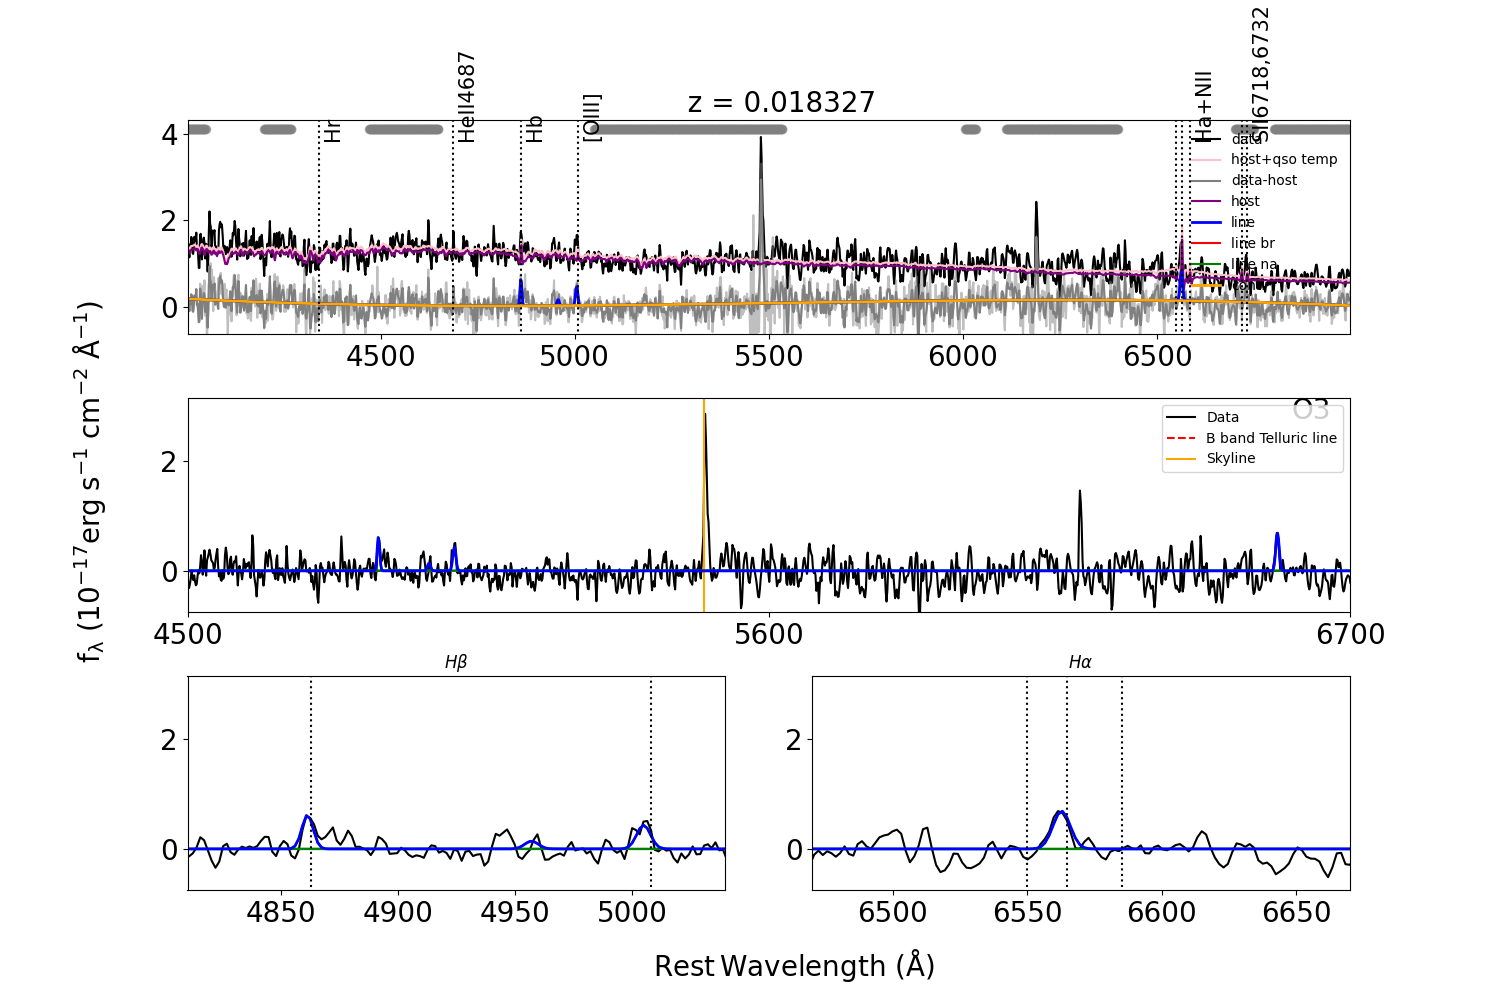 z = 0.018327
Hr
HeII4687
Hb
[OIII]
Ha+NII
SII6718,6732
data
host+qso temp
data-host
host
line
line br
line na
4
2
0
4500 5000 5500 6000 6500
f_λ (10^−17 erg s^−1 cm^−2 Å^−1)
O3
Data
B band Telluric line
Skyline
2
0
4500 5600 6700
Hβ
Hα
2
0
4850 4900 4950 5000
2
0
6500 6550 6600 6650
Rest Wavelength (Å)